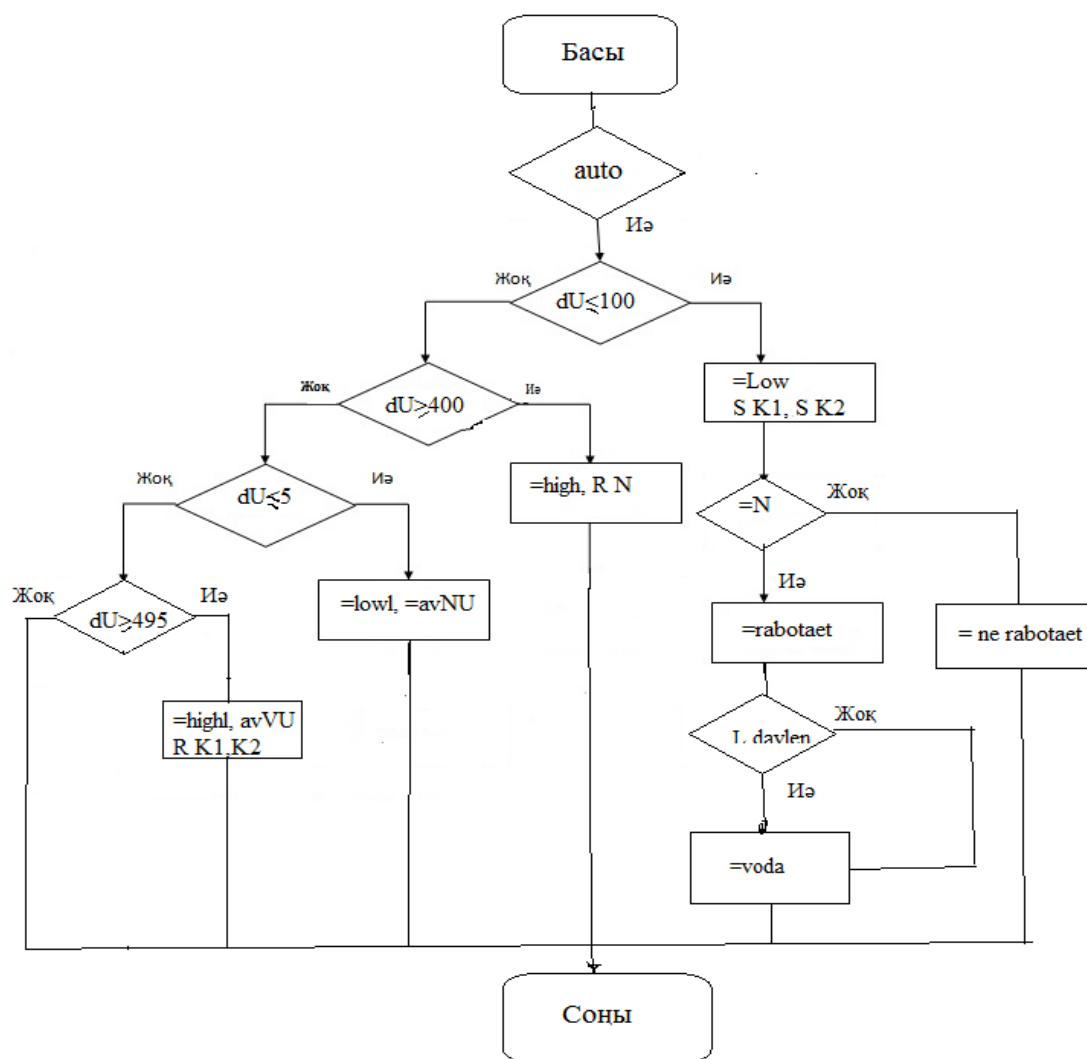 Басы
auto
Иә
Жоқ
Иә
dU≤100
Жоқ
Иә
dU≥400
=Low
S K1, S K2
Жоқ
Иә
dU≤5
=high, R N
Жоқ
=N
Иә
Жоқ
Иә
dU≥495
=lowl, =avNU
=rabotaet
= ne rabotaet
=highl, avVU
R K1,K2
Жоқ
L davlen
Иә
=voda
Соңы